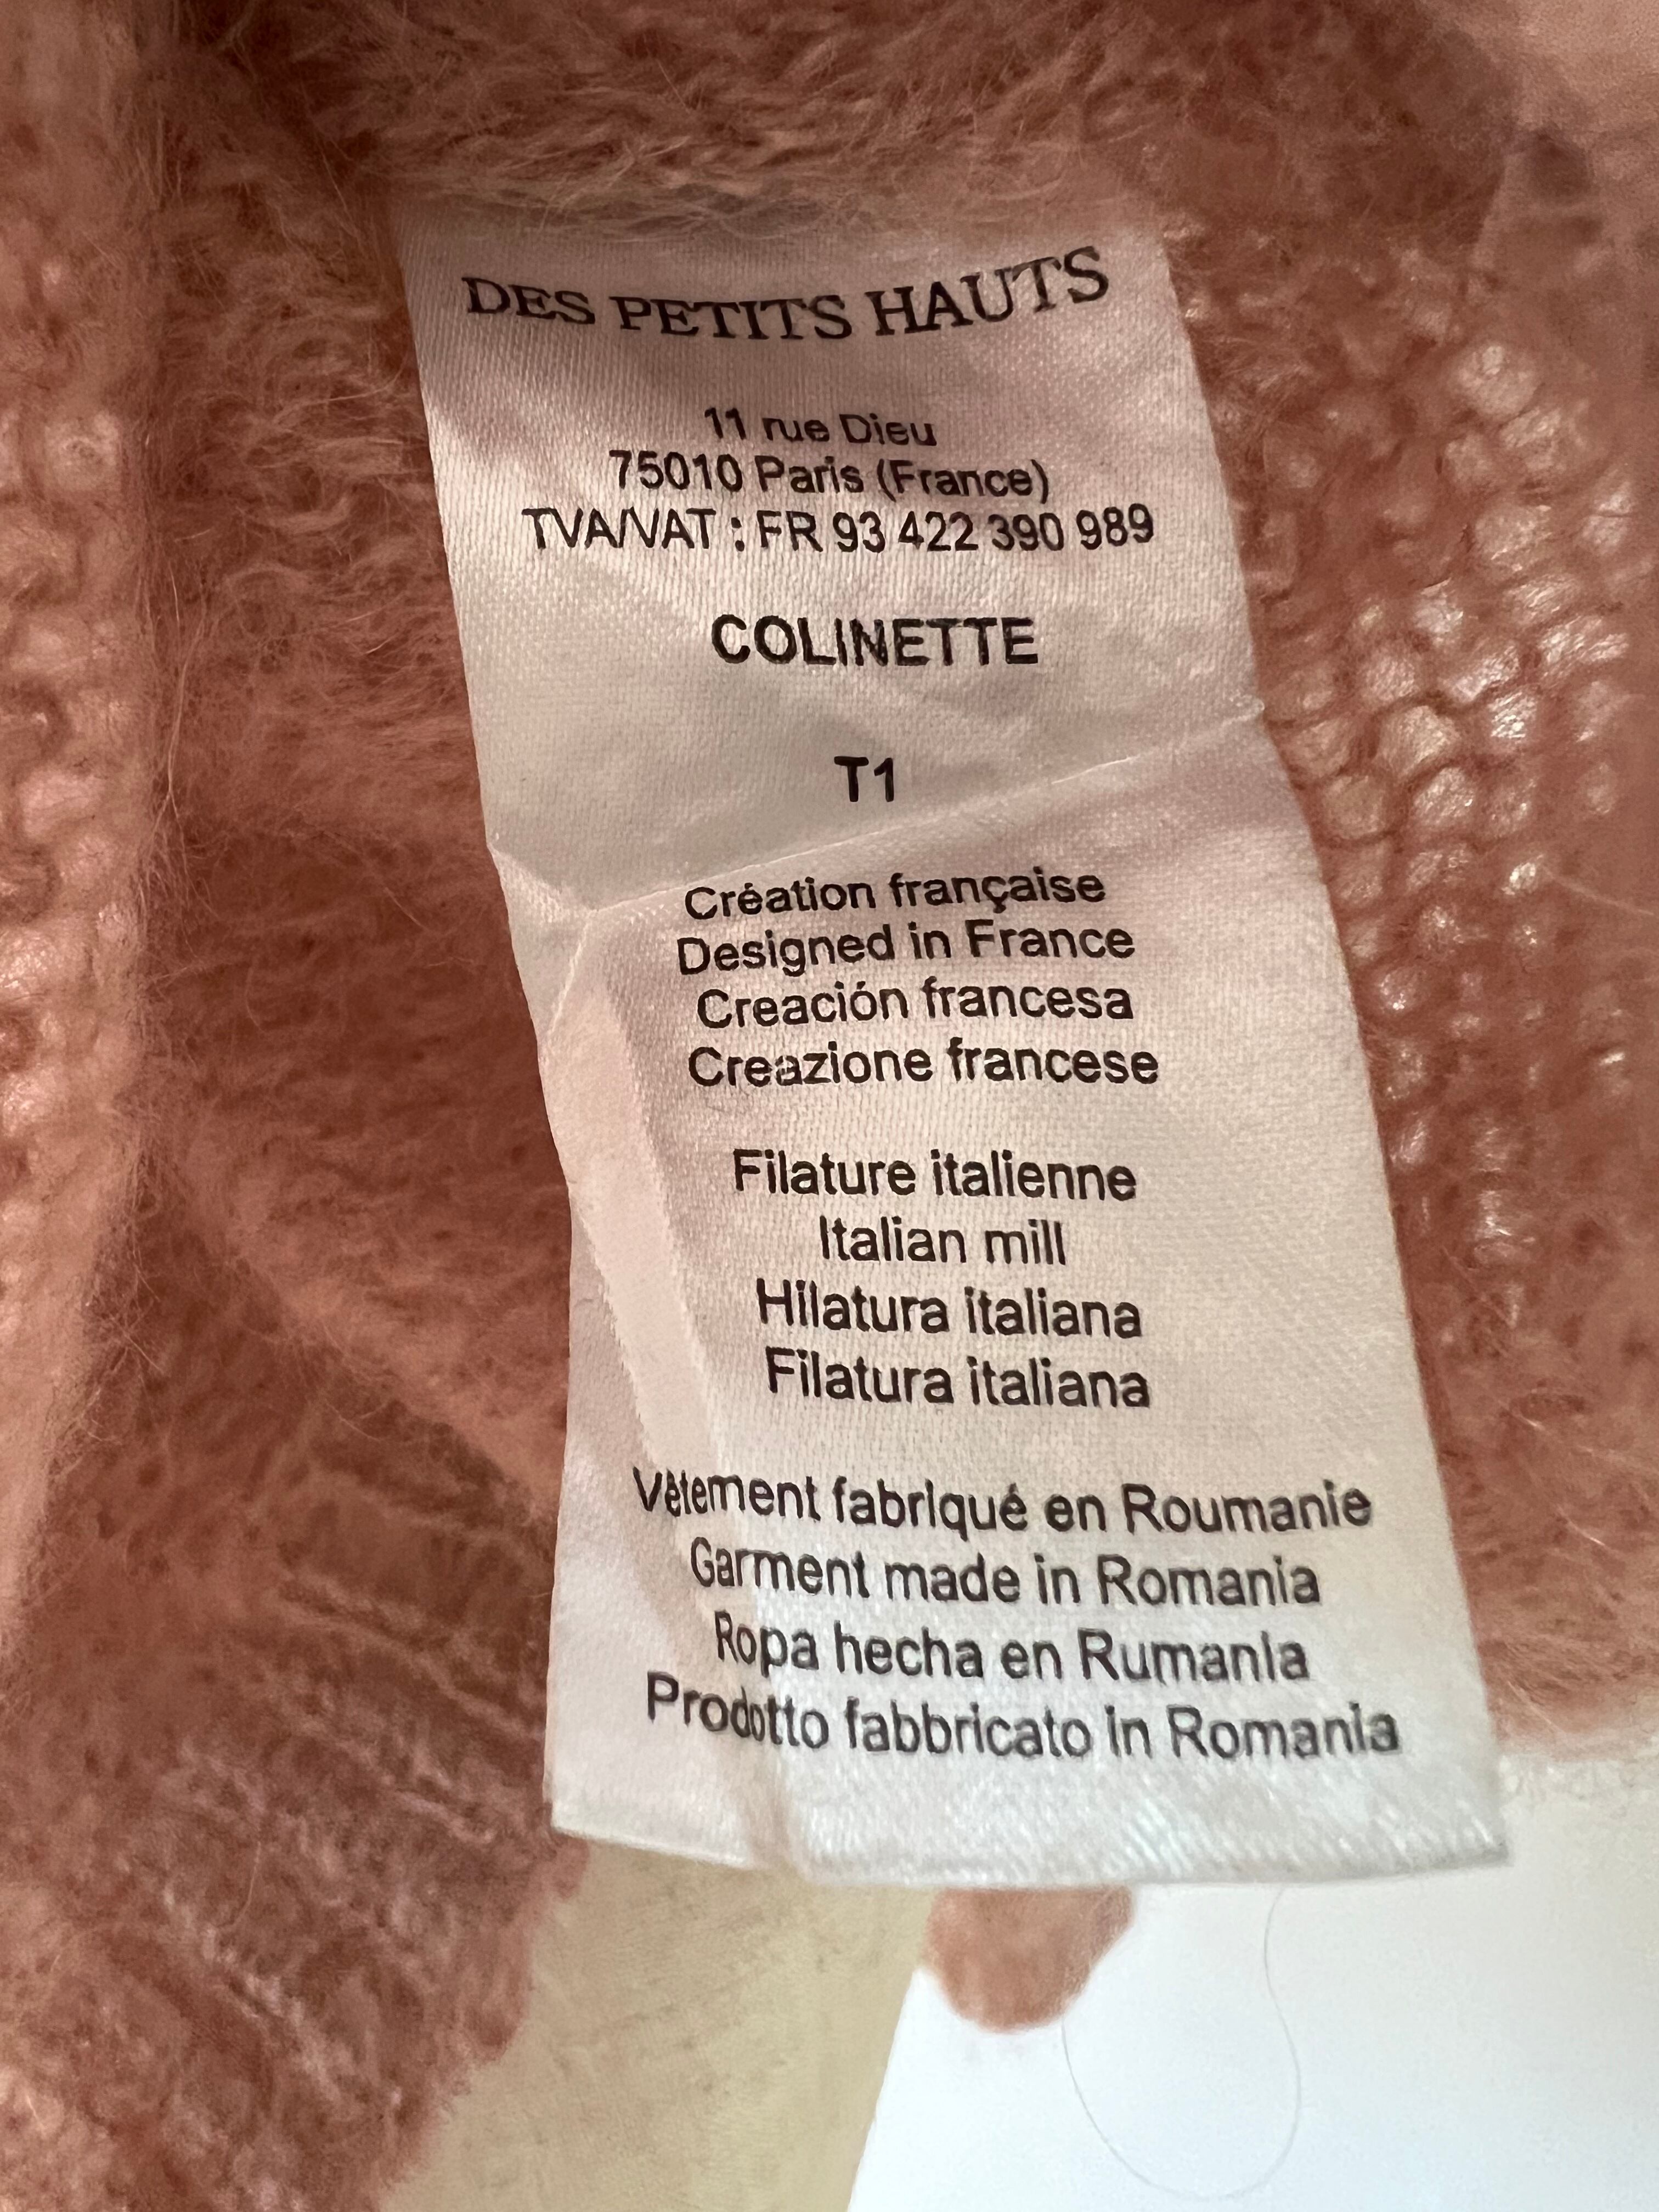 DES PETITS HAUTS
11 rue Dieu
75010 Paris (France)
TVA/VAT : FR 93 422 390 989
COLINETTE
T1
Création française
Designed in France
Creación francesa
Creazione francese
Filature italienne
Italian mill
Hilatura italiana
Filatura italiana
Vêtement fabriqué en Roumanie
Garment made in Romania
Ropa hecha en Rumania
Prodotto fabbricato in Romania